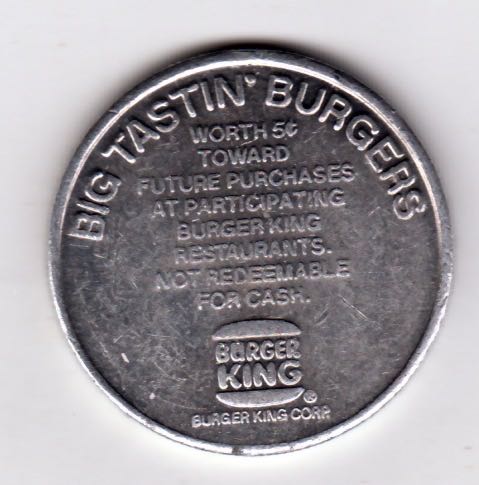 BIG TASTIN' BURGERS
WORTH 5¢
TOWARD
FUTURE PURCHASES
AT PARTICIPATING
BURGER KING
RESTAURANTS.
NOT REDEEMABLE
FOR CASH.
BURGER
KING
®
BURGER KING CORP.